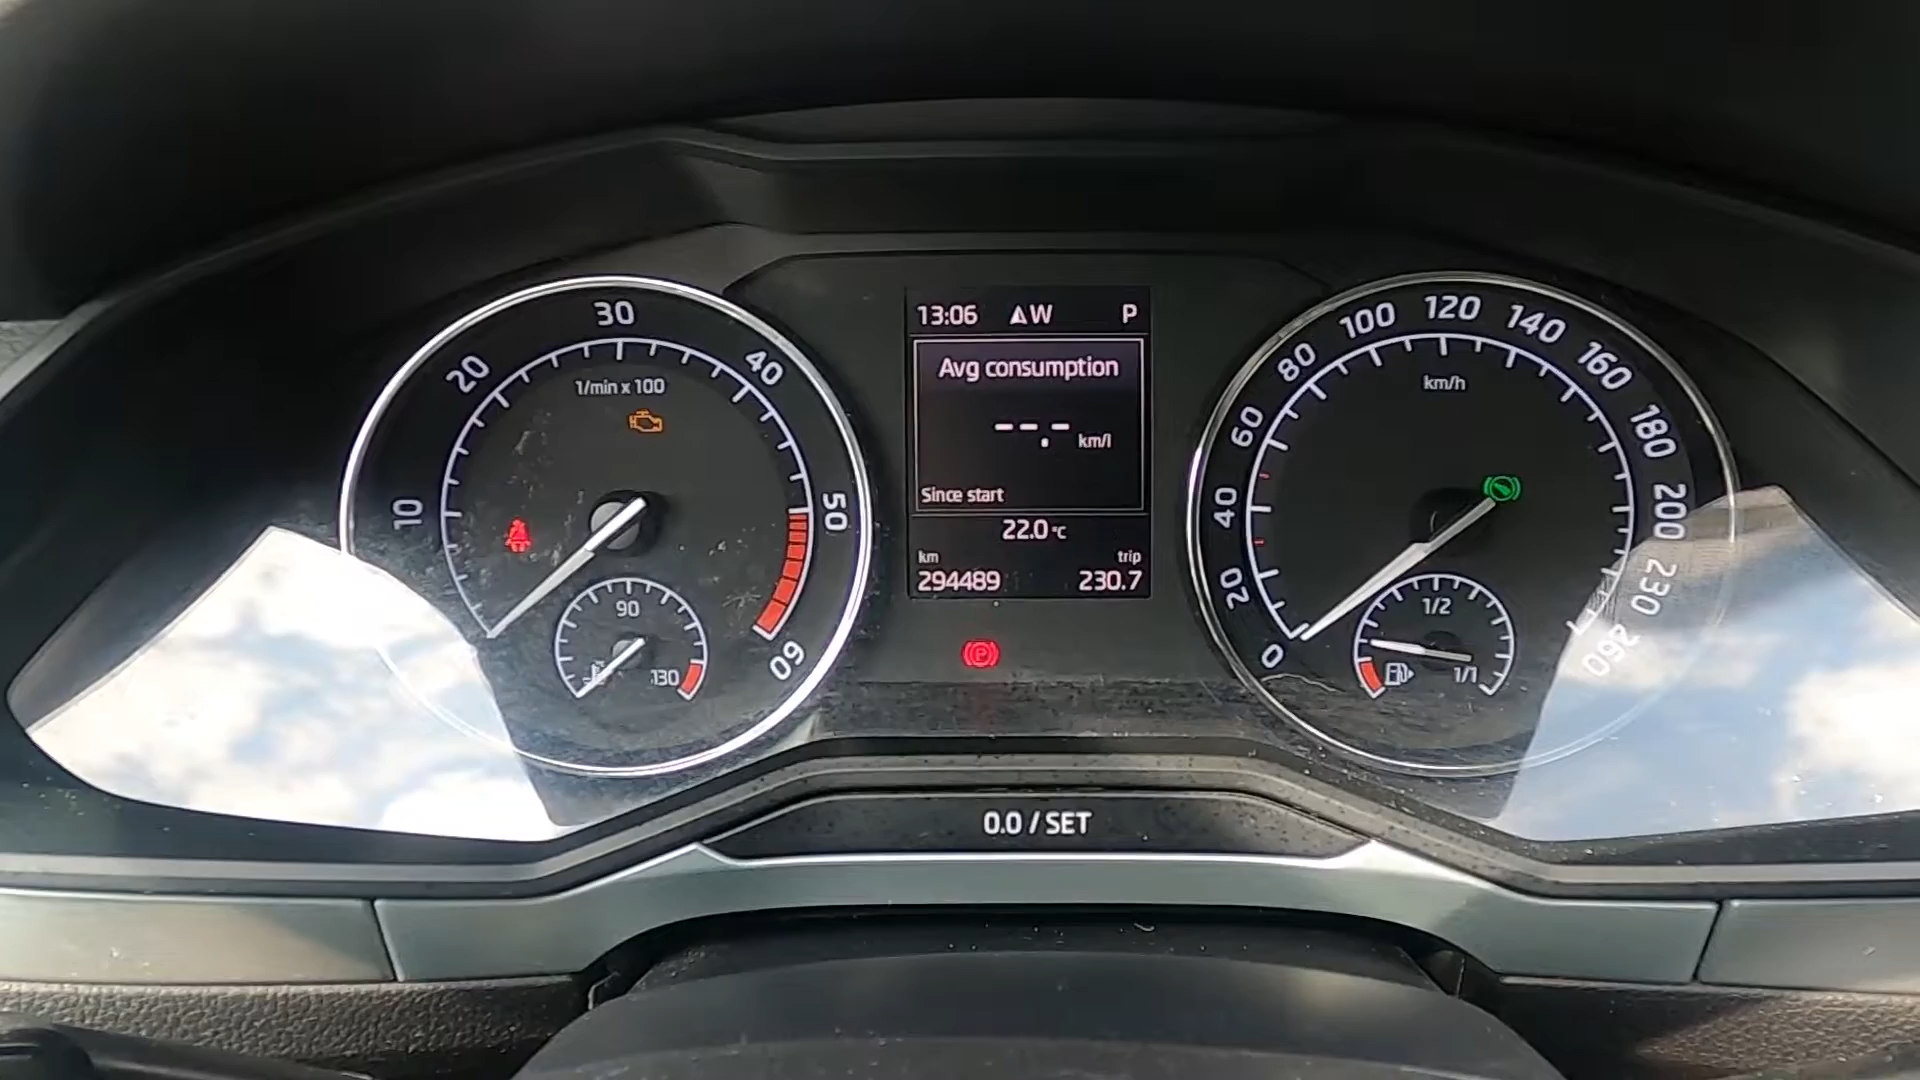 10
20
30
40
50
60
1/min x 100
90
130
13:06 W P
Avg consumption
--.- km/l
Since start
22.0 °C
km trip
294489 230.7
P
0
20
40
60
80
100
120
140
160
180
200
230
260
km/h
1/2
1/1
0.0 / SET